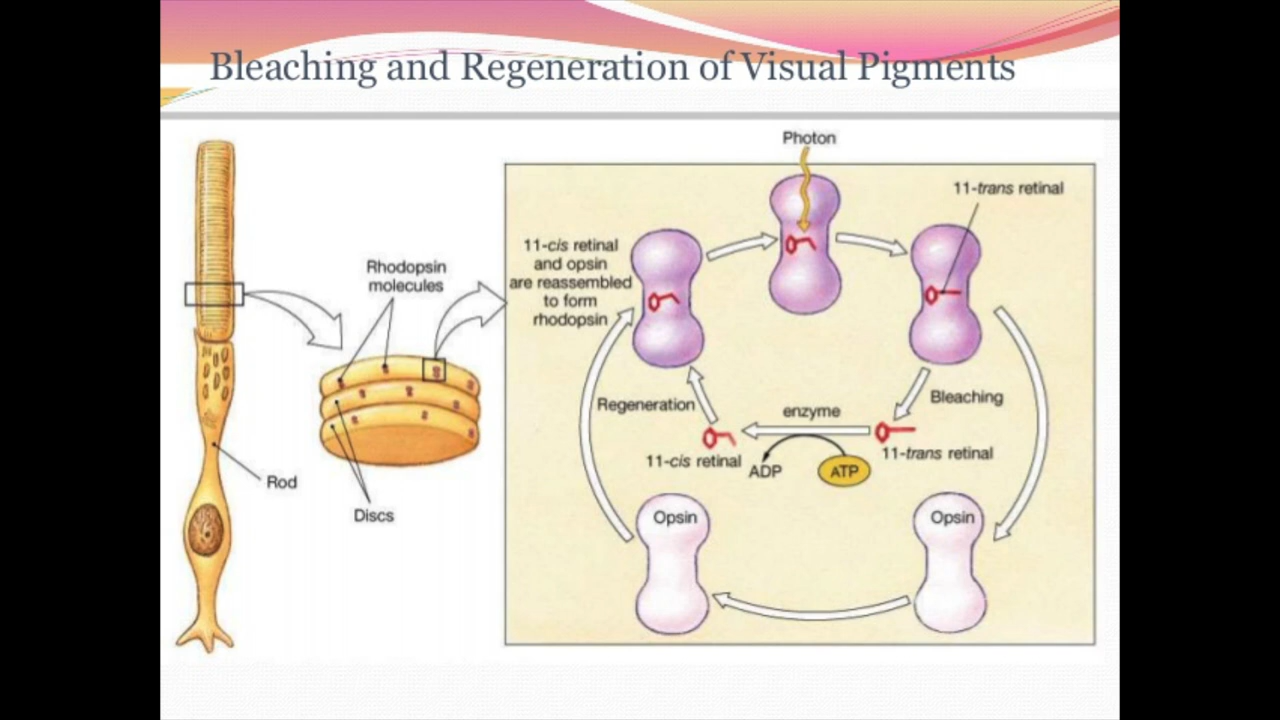 Bleaching and Regeneration of Visual Pigments
Photon
11-trans retinal
11-cis retinal
and opsin
are reassembled
to form
rhodopsin
Rhodopsin
molecules
Regeneration
enzyme
Bleaching
11-cis retinal
ADP
ATP
11-trans retinal
Rod
Discs
Opsin
Opsin